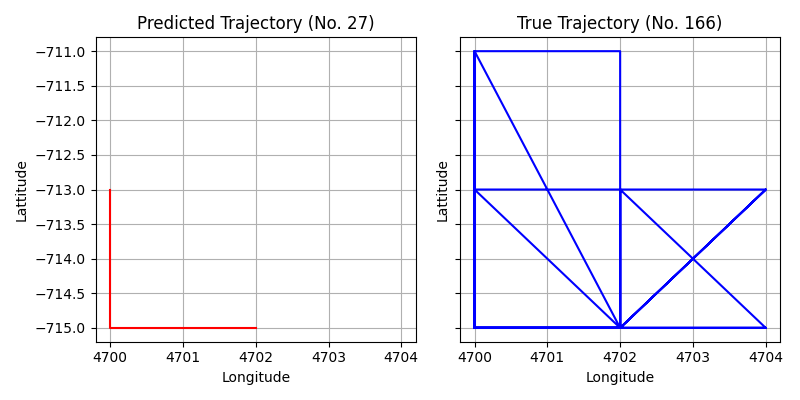 Predicted Trajectory (No. 27)
True Trajectory (No. 166)
−711.0
−711.5
−712.0
−712.5
−713.0
−713.5
−714.0
−714.5
−715.0
Lattitude
Lattitude
4700 4701 4702 4703 4704
4700 4701 4702 4703 4704
Longitude
Longitude